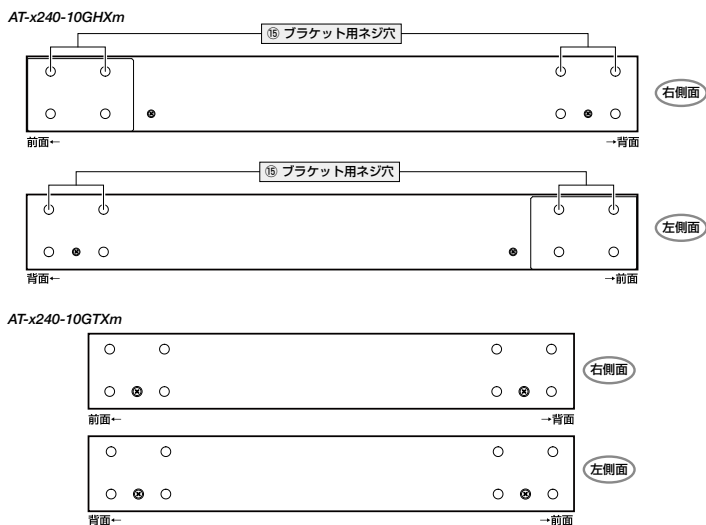 AT-x240-10GHXm
⑮ ブラケット用ネジ穴
右側面
前面← →背面
⑮ ブラケット用ネジ穴
左側面
背面← →前面
AT-x240-10GTXm
右側面
前面← →背面
左側面
背面← →前面